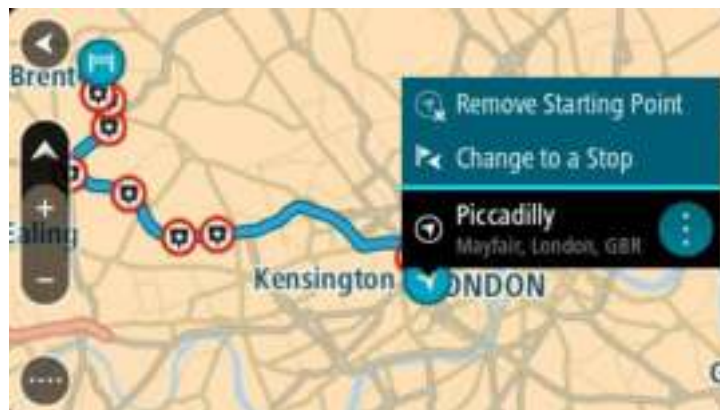 Brent
Remove Starting Point
Change to a Stop
Piccadilly
Mayfair, London, GBR
Ealing
Kensington
LONDON